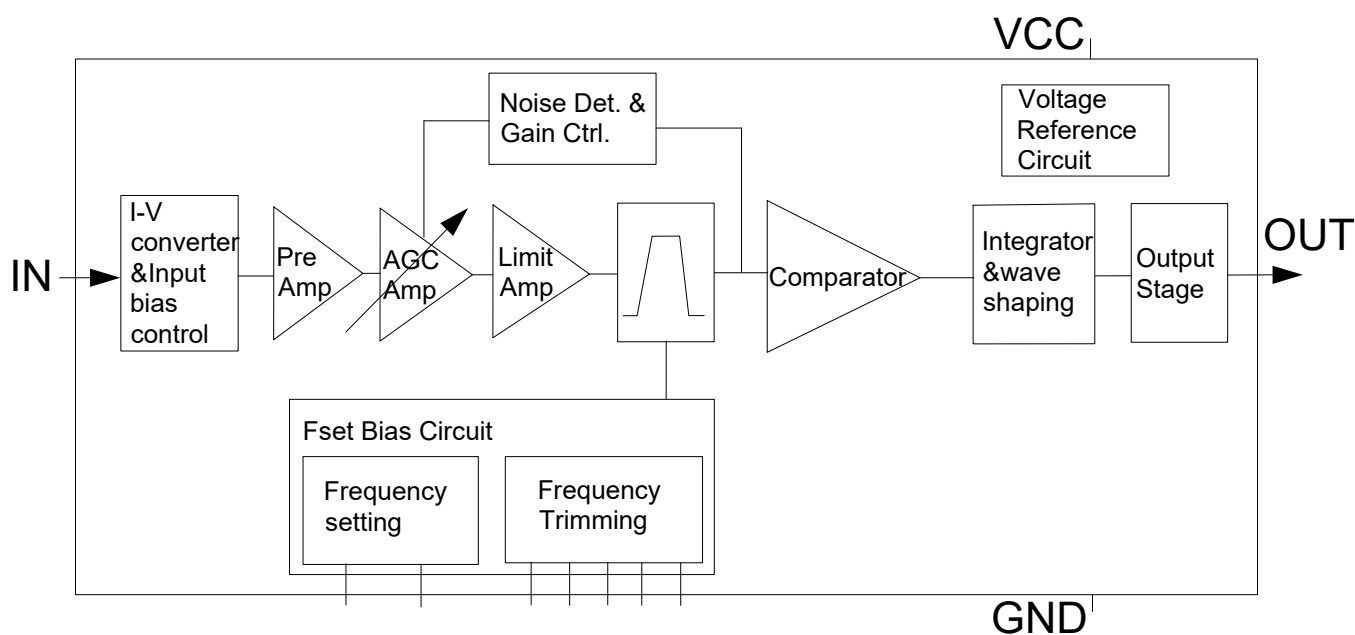 VCC
Noise Det. &
Gain Ctrl.
Voltage
Reference
Circuit
IN
I-V
converter
&Input
bias
control
Pre
Amp
AGC
Amp
Limit
Amp
Comparator
Integrator
&wave
shaping
Output
Stage
OUT
Fset Bias Circuit
Frequency
setting
Frequency
Trimming
GND